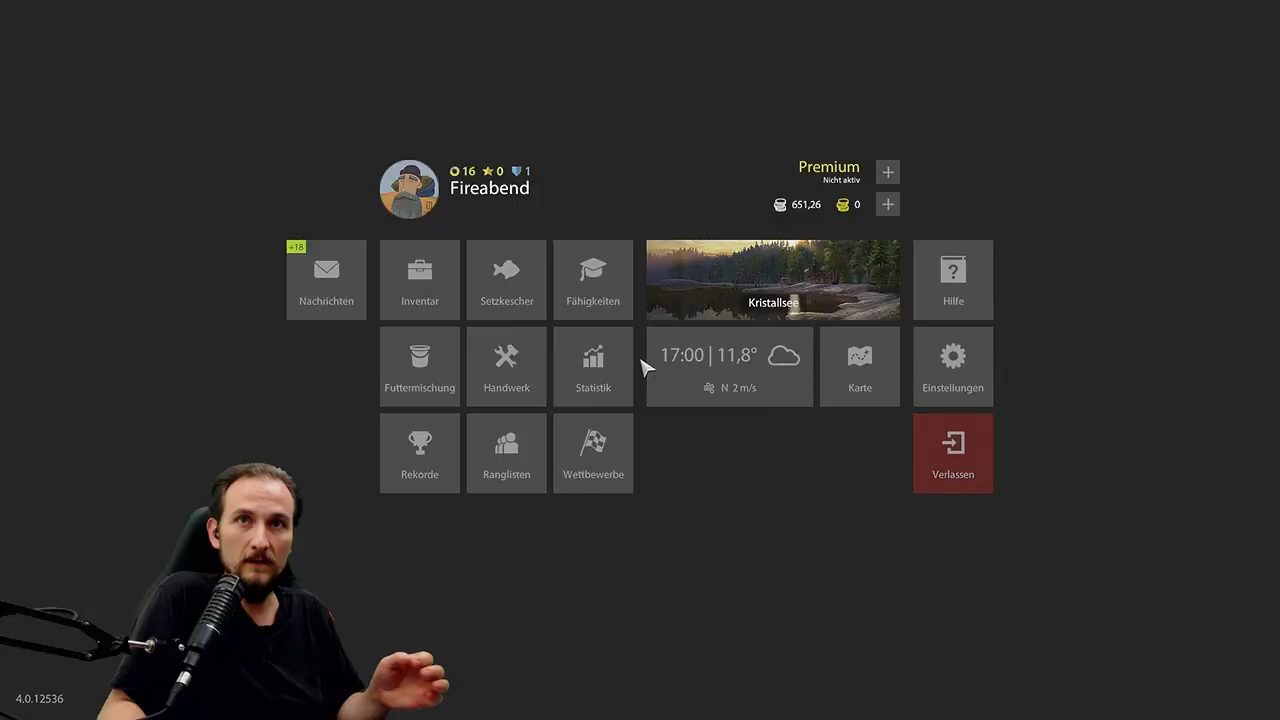 16 0 1
Fireabend
Premium
Nicht aktiv
651,26 0
+18
Nachrichten
Inventar
Setzkescher
Fähigkeiten
Kristallsee
?
Hilfe
Futtermischung
Handwerk
Statistik
17:00 | 11,8°
N 2 m/s
Karte
Einstellungen
Rekorde
Ranglisten
Wettbewerbe
Verlassen
4.0.12536